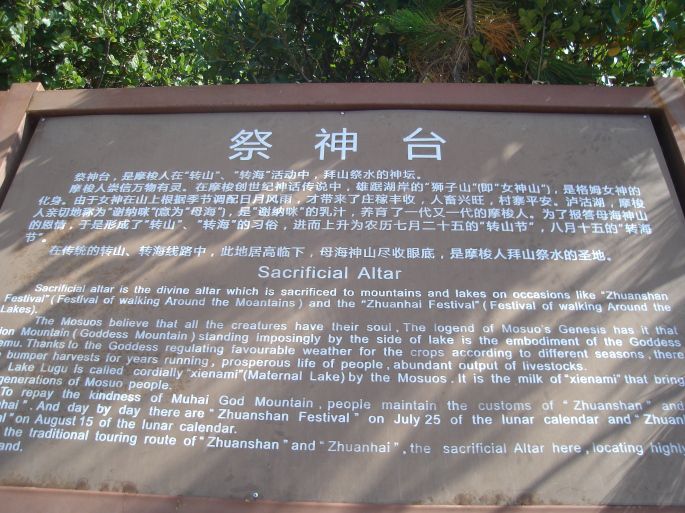 祭神台
祭神台，是摩梭人在“转山”、“转海”活动中，拜山祭水的神坛。
摩梭人崇信万物有灵。在摩梭创世纪神话传说中，雄踞湖岸的“狮子山”(即“女神山”)，是格姆女神的
化身。由于女神在山上根据季节调配日月风雨，才带来了庄稼丰收，人畜兴旺，村寨平安。泸沽湖，摩梭
人亲切地称为“谢纳咪”(意为“母海”)，是“谢纳咪”的乳汁，养育了一代又一代的摩梭人。为了报答母海神山
的恩情，于是形成了“转山”、“转海”的习俗，进而上升为农历七月二十五的“转山节”，八月十五的“转海
节”。
在传统的转山、转海线路中，此地居高临下，母海神山尽收眼底，是摩梭人拜山祭水的圣地。
Sacrificial Altar
Sacrificial altar is the divine altar which is sacrificed to mountains and lakes on occasions like "Zhuanshan
Festival" (Festival of walking Around the Moantains) and the "Zhuanhai Festival" (Festival of walking Around the
Lakes).
The Mosuos believe that all the creatures have their soul, The legend of Mosuo's Genesis has it that
ion Mountain (Goddess Mountain) standing imposingly by the side of lake is the embodiment of the Goddess
emu. Thanks to the Goddess regulating favourable weather for the crops according to different seasons, there
bumper harvests for years running, prosperous life of people, abundant output of livestocks.
Lake Lugu is called cordially "xienami" (Maternal Lake) by the Mosuos. It is the milk of "xienami" that bring
generations of Mosuo people.
To repay the kindness of Muhai God Mountain, people maintain the customs of "Zhuanshan" and
hai". And day by day there are "Zhuanshan Festival" on July 25 of the lunar calendar and "Zhuanl
al" on August 15 of the lunar calendar.
the traditional touring route of "Zhuanshan" and "Zhuanhai", the sacrificial Altar here, locating highly
and.